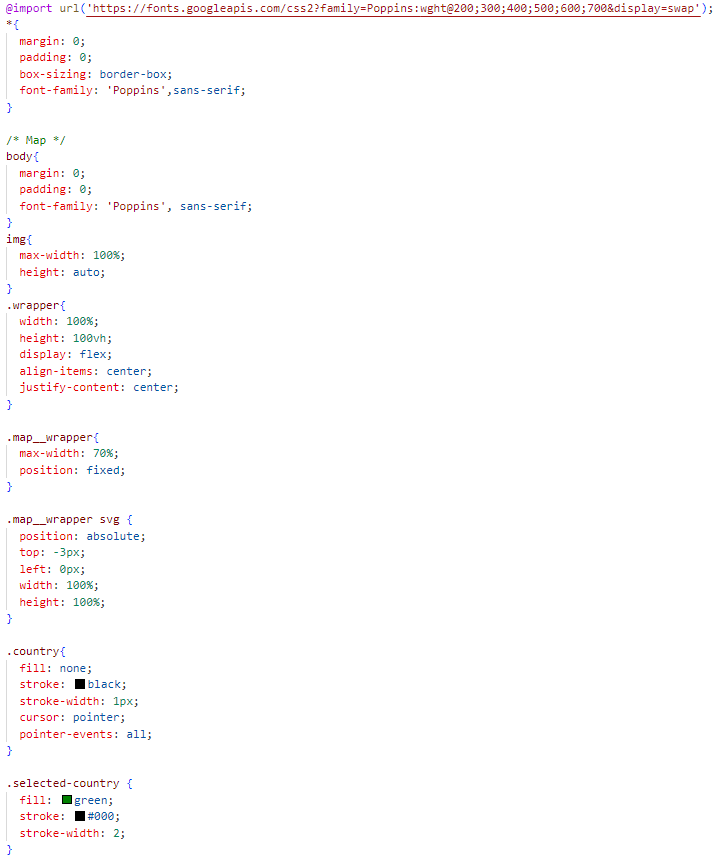 @import url('https://fonts.googleapis.com/css2?family=Poppins:wght@200;300;400;500;600;700&display=swap');
*{
  margin: 0;
  padding: 0;
  box-sizing: border-box;
  font-family: 'Poppins',sans-serif;
}

/* Map */
body{
  margin: 0;
  padding: 0;
  font-family: 'Poppins', sans-serif;
}
img{
  max-width: 100%;
  height: auto;
}
.wrapper{
  width: 100%;
  height: 100vh;
  display: flex;
  align-items: center;
  justify-content: center;
}

.map__wrapper{
  max-width: 70%;
  position: fixed;
}

.map__wrapper svg {
  position: absolute;
  top: -3px;
  left: 0px;
  width: 100%;
  height: 100%;
}

.country{
  fill: none;
  stroke: black;
  stroke-width: 1px;
  cursor: pointer;
  pointer-events: all;
}

.selected-country {
  fill: green;
  stroke: #000;
  stroke-width: 2;
}